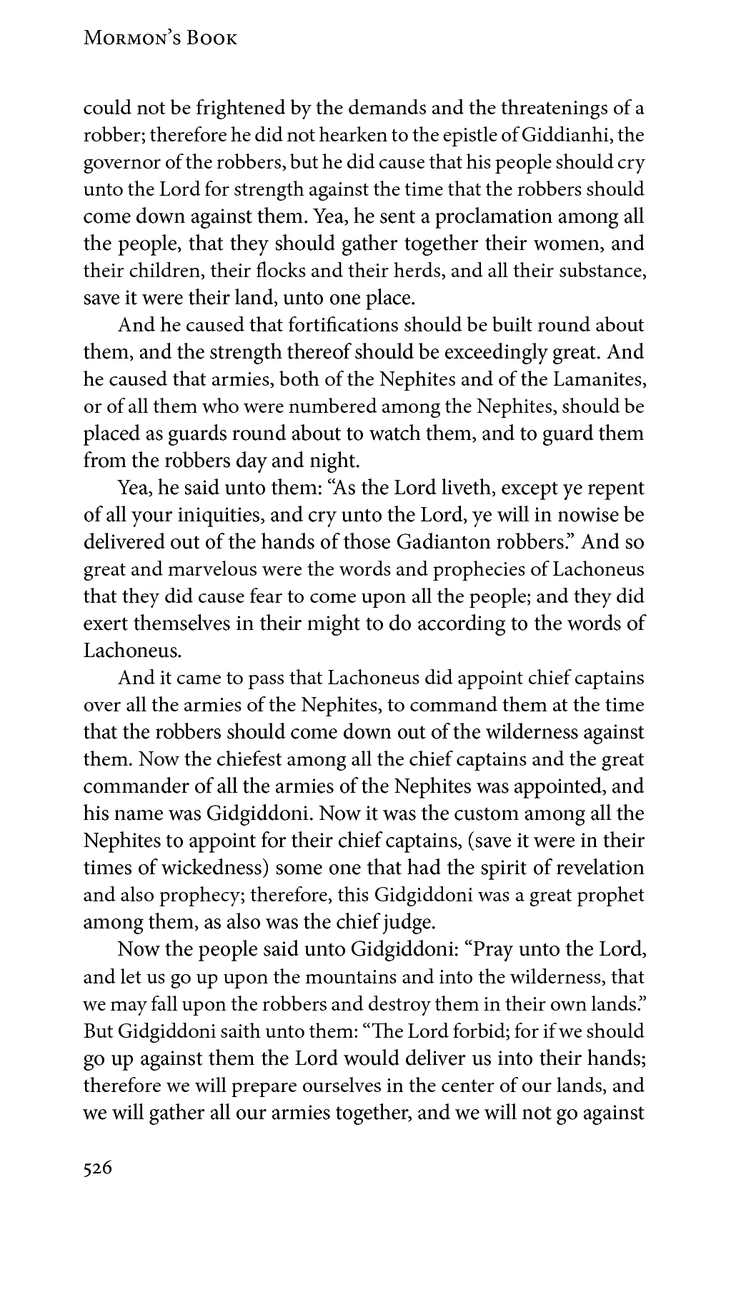 Mormon’s Book
could not be frightened by the demands and the threatenings of a
robber; therefore he did not hearken to the epistle of Giddianhi, the
governor of the robbers, but he did cause that his people should cry
unto the Lord for strength against the time that the robbers should
come down against them. Yea, he sent a proclamation among all
the people, that they should gather together their women, and
their children, their flocks and their herds, and all their substance,
save it were their land, unto one place.
And he caused that fortifications should be built round about
them, and the strength thereof should be exceedingly great. And
he caused that armies, both of the Nephites and of the Lamanites,
or of all them who were numbered among the Nephites, should be
placed as guards round about to watch them, and to guard them
from the robbers day and night.
Yea, he said unto them: “As the Lord liveth, except ye repent
of all your iniquities, and cry unto the Lord, ye will in nowise be
delivered out of the hands of those Gadianton robbers.” And so
great and marvelous were the words and prophecies of Lachoneus
that they did cause fear to come upon all the people; and they did
exert themselves in their might to do according to the words of
Lachoneus.
And it came to pass that Lachoneus did appoint chief captains
over all the armies of the Nephites, to command them at the time
that the robbers should come down out of the wilderness against
them. Now the chiefest among all the chief captains and the great
commander of all the armies of the Nephites was appointed, and
his name was Gidgiddoni. Now it was the custom among all the
Nephites to appoint for their chief captains, (save it were in their
times of wickedness) some one that had the spirit of revelation
and also prophecy; therefore, this Gidgiddoni was a great prophet
among them, as also was the chief judge.
Now the people said unto Gidgiddoni: “Pray unto the Lord,
and let us go up upon the mountains and into the wilderness, that
we may fall upon the robbers and destroy them in their own lands.”
But Gidgiddoni saith unto them: “The Lord forbid; for if we should
go up against them the Lord would deliver us into their hands;
therefore we will prepare ourselves in the center of our lands, and
we will gather all our armies together, and we will not go against
526